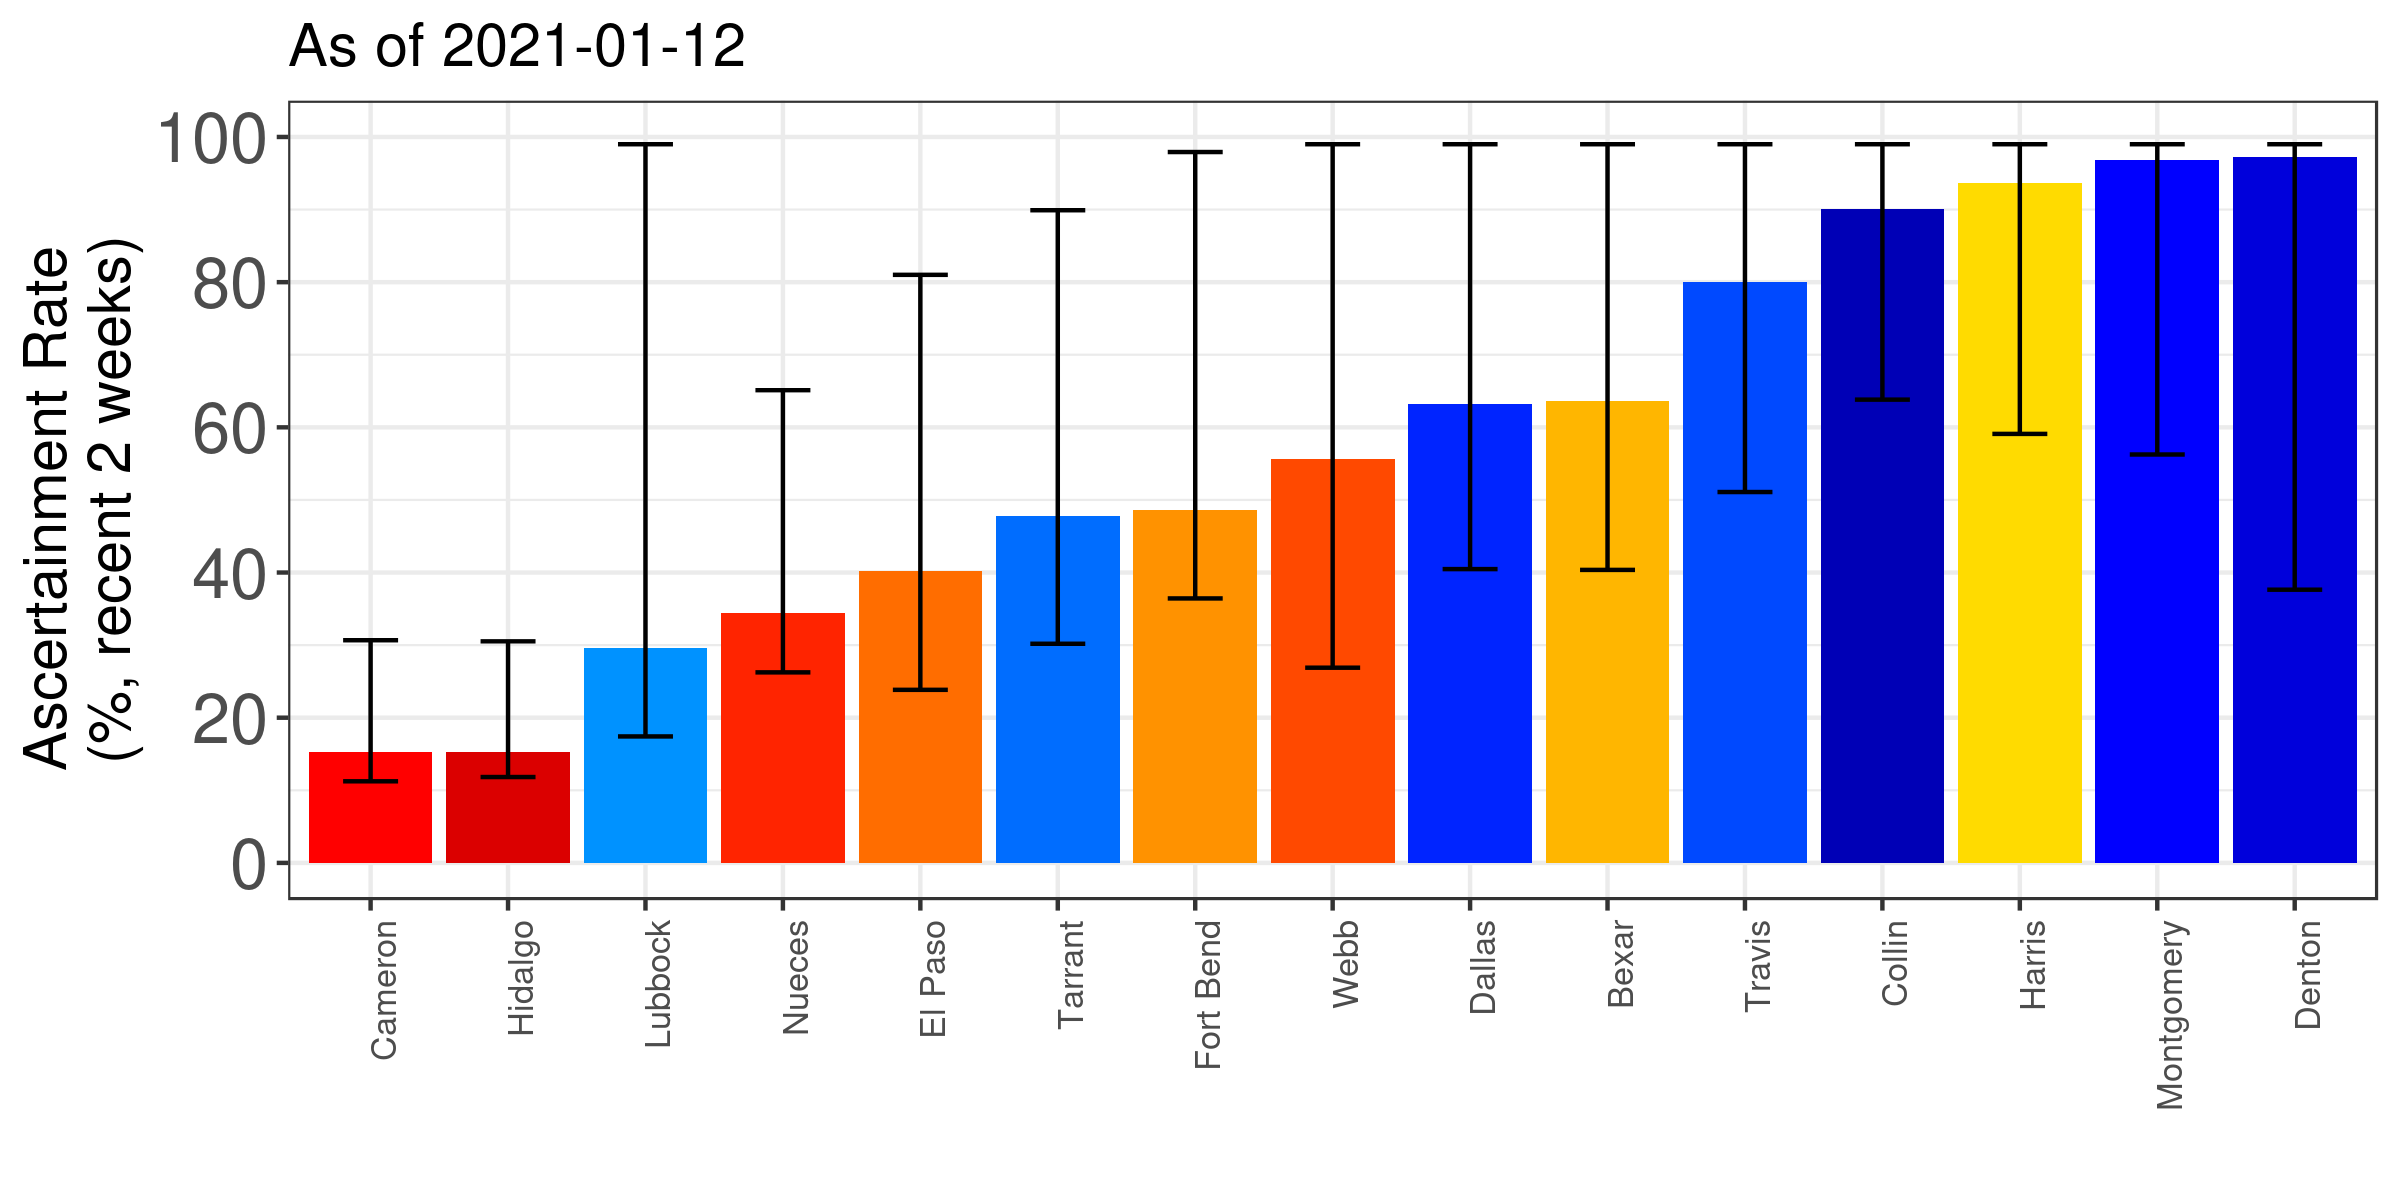 As of 2021-01-12
Ascertainment Rate
(%, recent 2 weeks)
100
80
60
40
20
0
Cameron
Hidalgo
Lubbock
Nueces
El Paso
Tarrant
Fort Bend
Webb
Dallas
Bexar
Travis
Collin
Harris
Montgomery
Denton